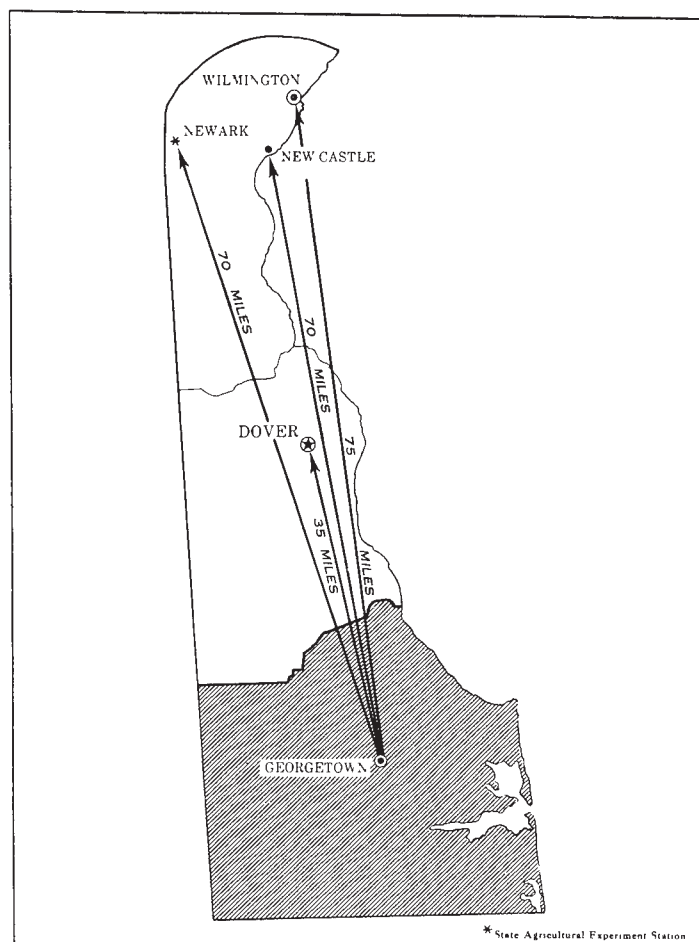 WILMINGTON
* NEWARK
NEW CASTLE
70 MILES
70 MILES
75 MILES
DOVER
35 MILES
GEORGETOWN
* State Agricultural Experiment Station